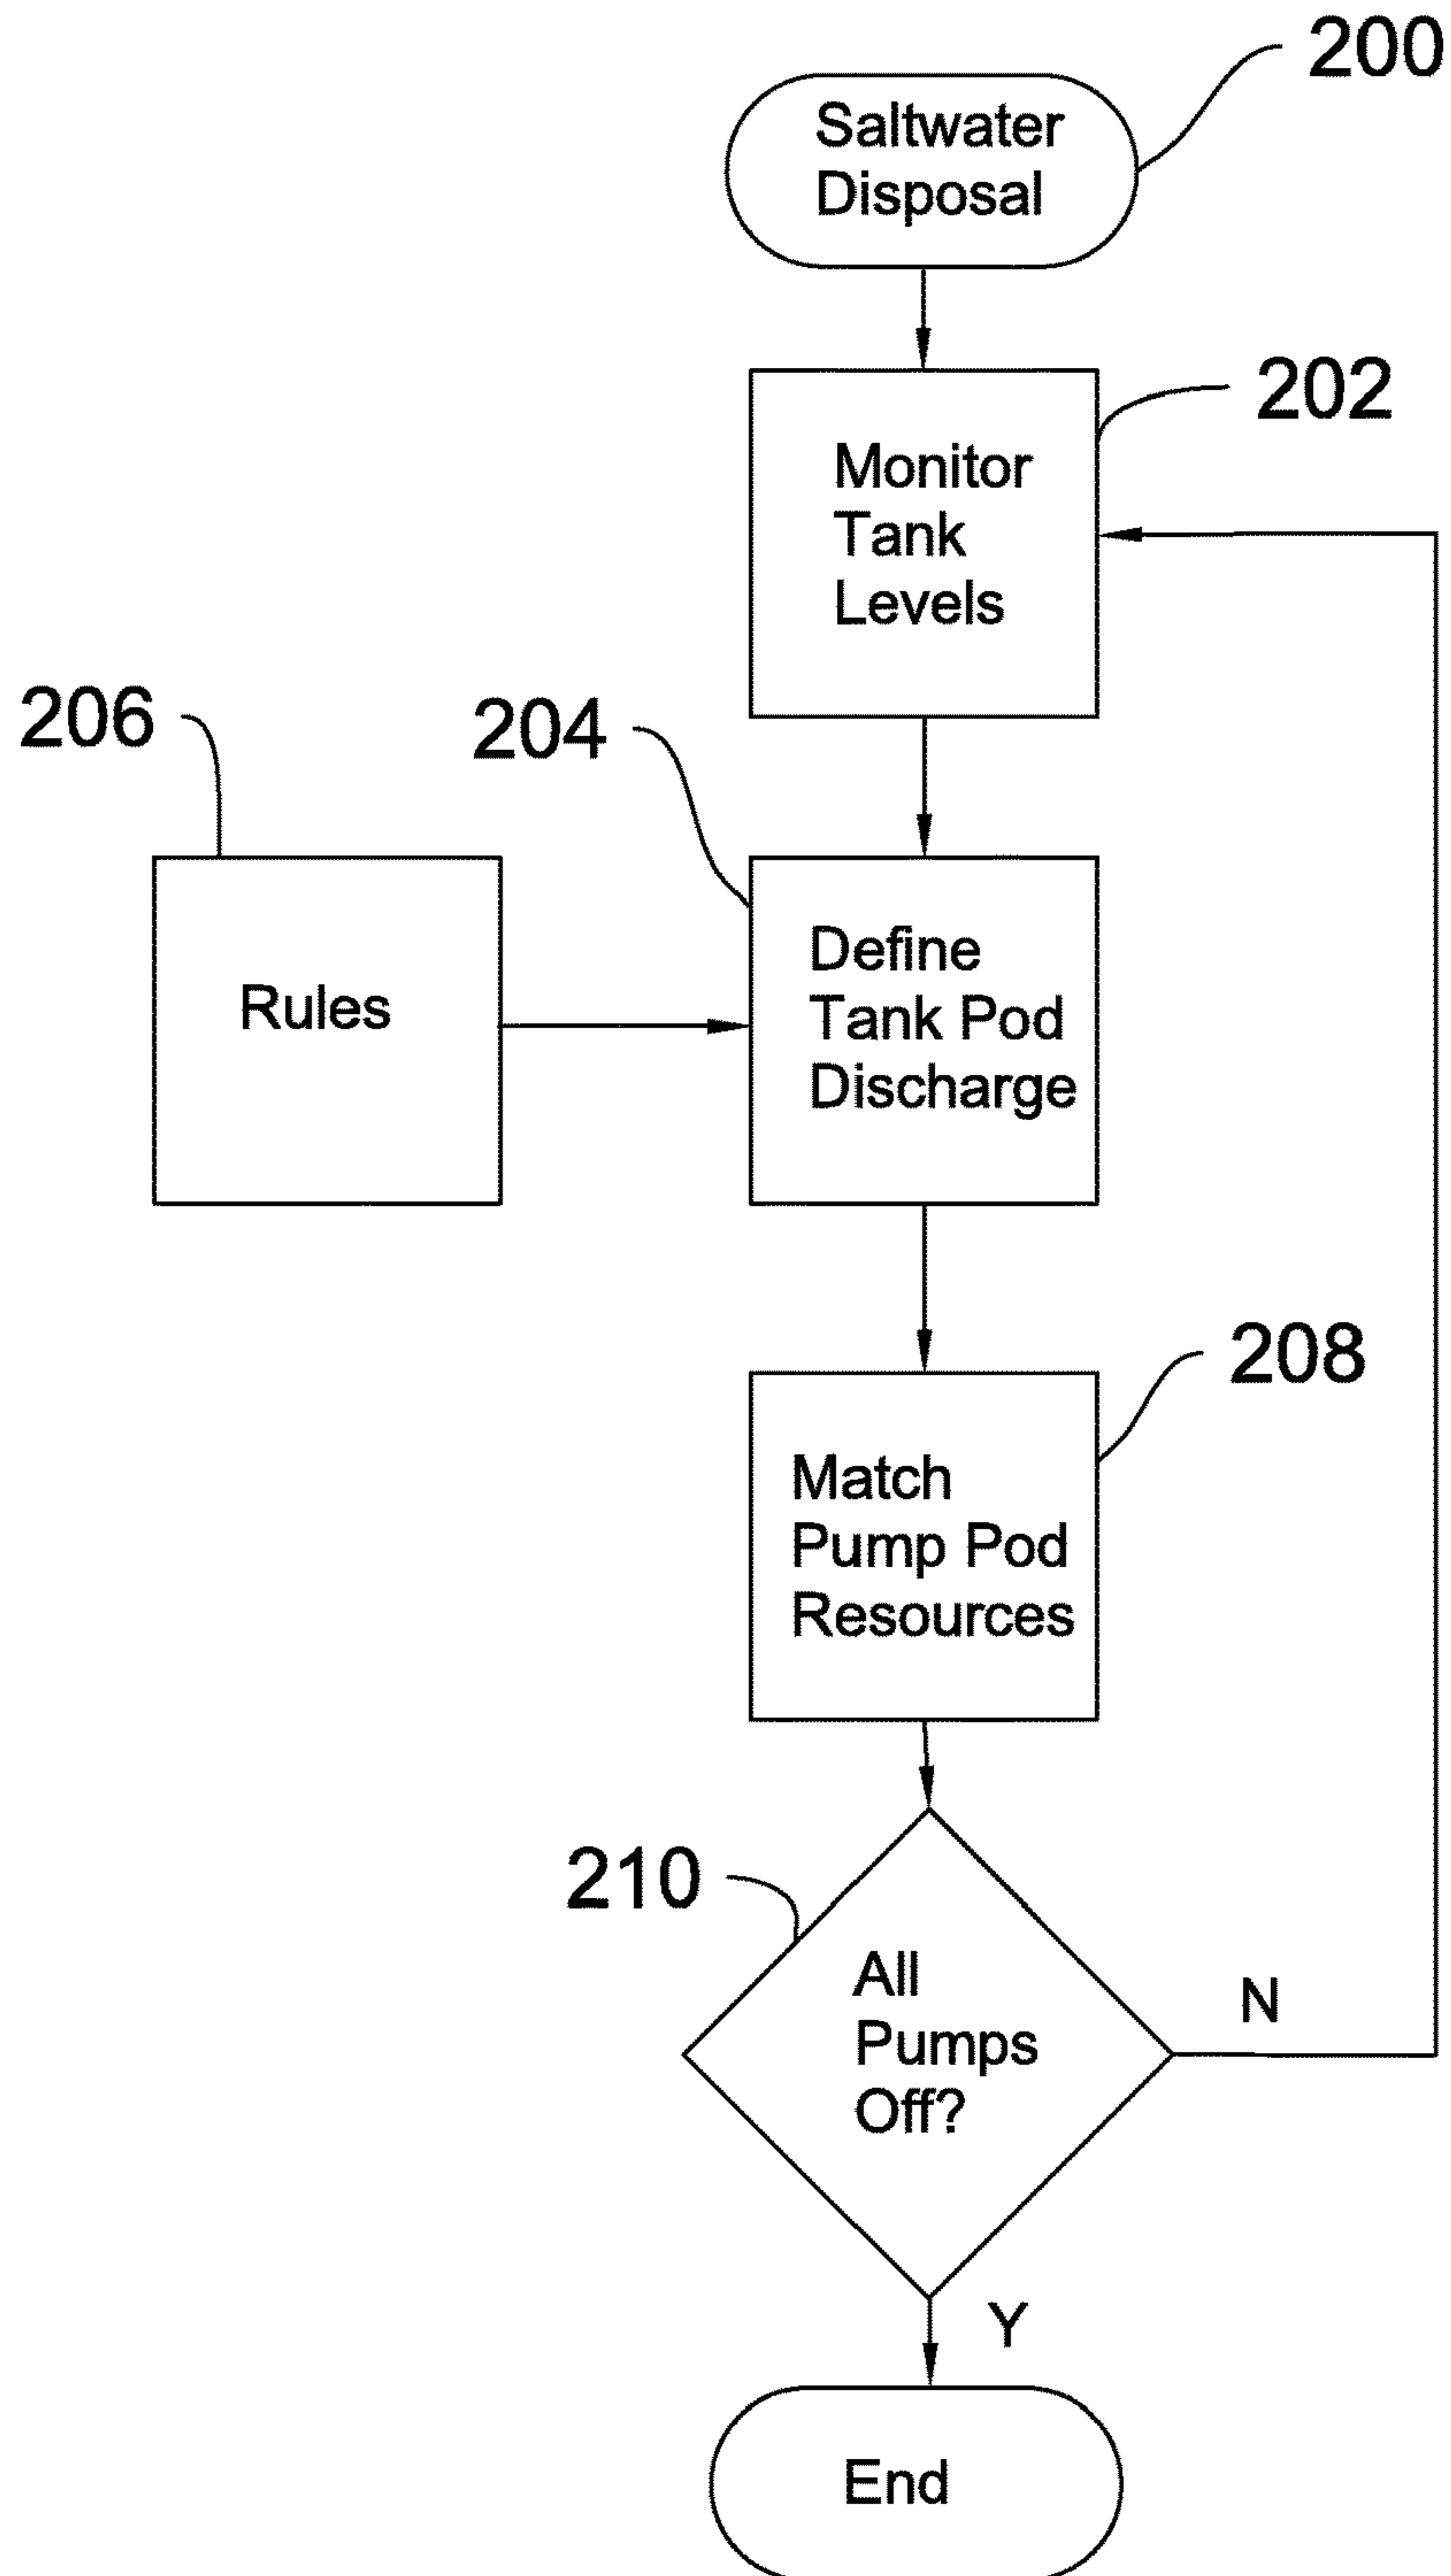 200
Saltwater
Disposal
202
Monitor
Tank
Levels
206
204
Rules
Define
Tank Pod
Discharge
208
Match
Pump Pod
Resources
210
All
Pumps
Off?
N
Y
End